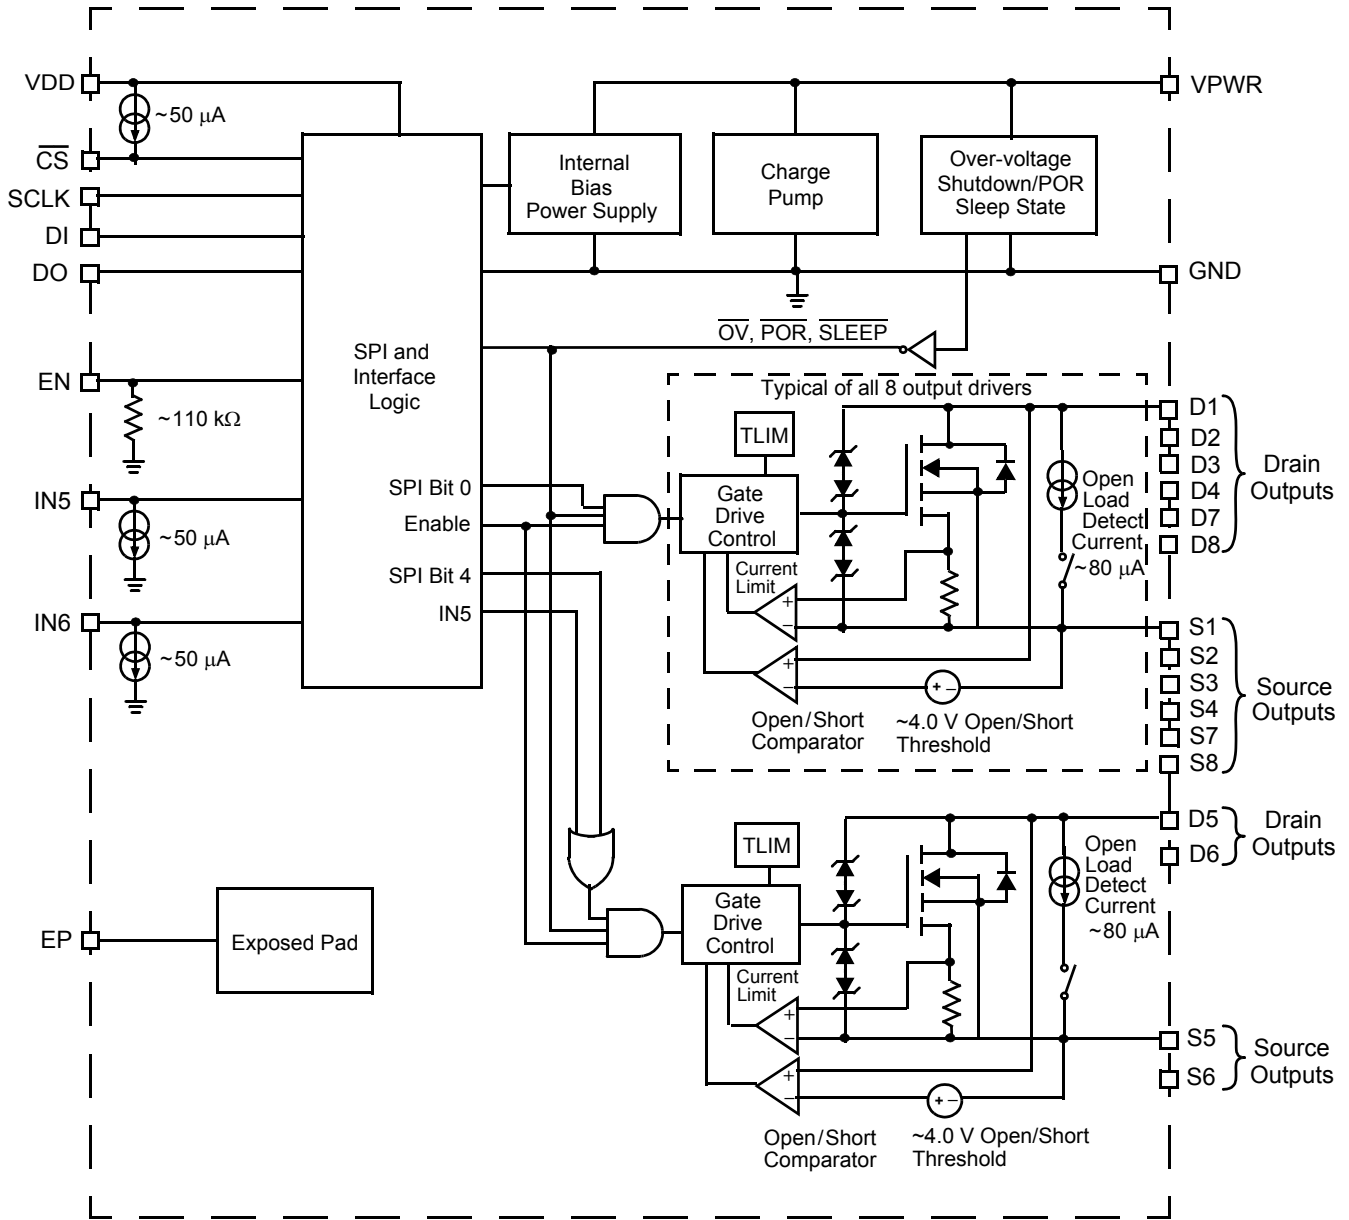 VDD
~50 μA
CS
SCLK
DI
DO
EN
~110 kΩ
IN5
~50 μA
IN6
~50 μA
EP
Exposed Pad
SPI and
Interface
Logic
SPI Bit 0
Enable
SPI Bit 4
IN5
Internal
Bias
Power Supply
Charge
Pump
Over-voltage
Shutdown/POR
Sleep State
VPWR
GND
OV, POR, SLEEP
Typical of all 8 output drivers
TLIM
Gate
Drive
Control
Current
Limit
+
–
+
–
Open/Short
Comparator
+ –
~4.0 V Open/Short
Threshold
Open
Load
Detect
Current
~80 μA
D1
D2
D3
D4
D7
D8
Drain
Outputs
S1
S2
S3
S4
S7
S8
Source
Outputs
TLIM
Gate
Drive
Control
Current
Limit
+
–
+
–
Open/Short
Comparator
+ –
~4.0 V Open/Short
Threshold
Open
Load
Detect
Current
~80 μA
D5
D6
Drain
Outputs
S5
S6
Source
Outputs